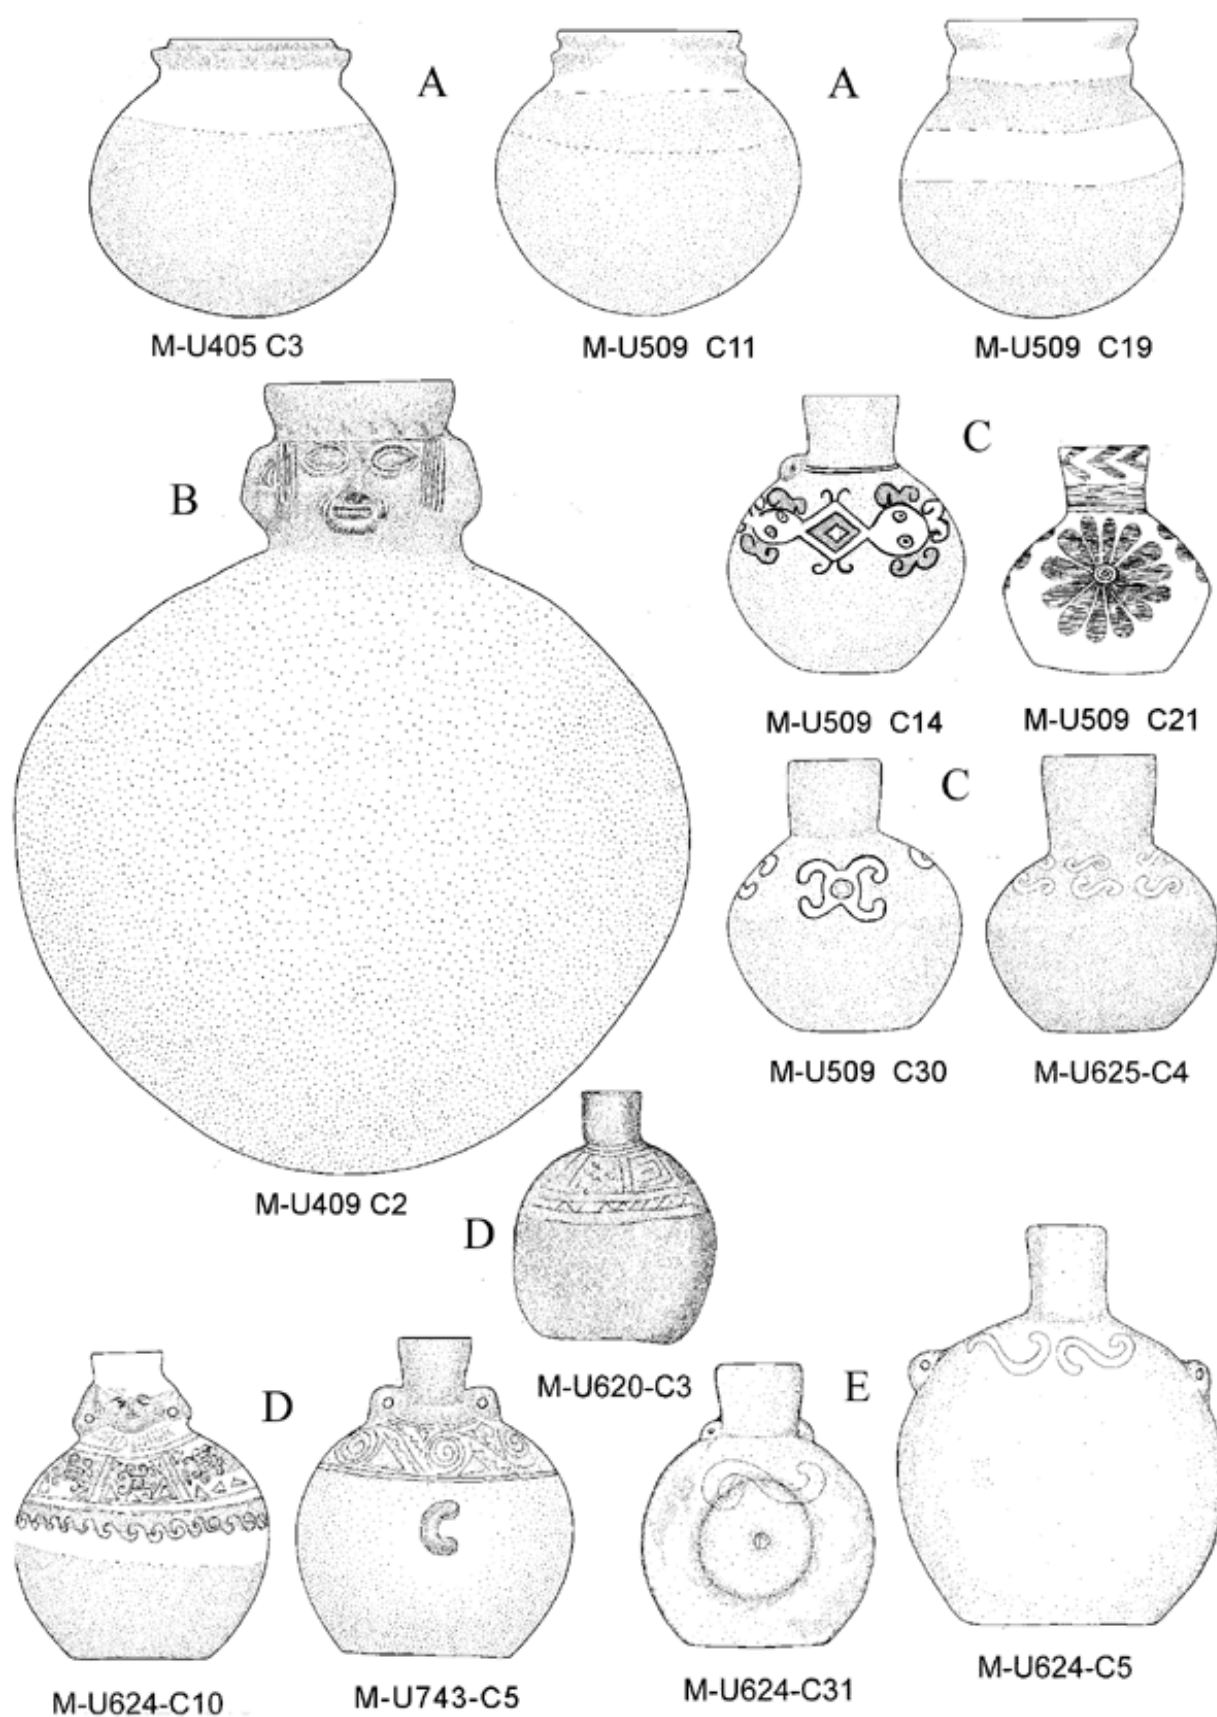 A A
M-U405 C3 M-U509 C11 M-U509 C19
B C
M-U509 C14 M-U509 C21
C
M-U509 C30 M-U625-C4
M-U409 C2
D
M-U620-C3
D E
M-U624-C10 M-U743-C5 M-U624-C31 M-U624-C5